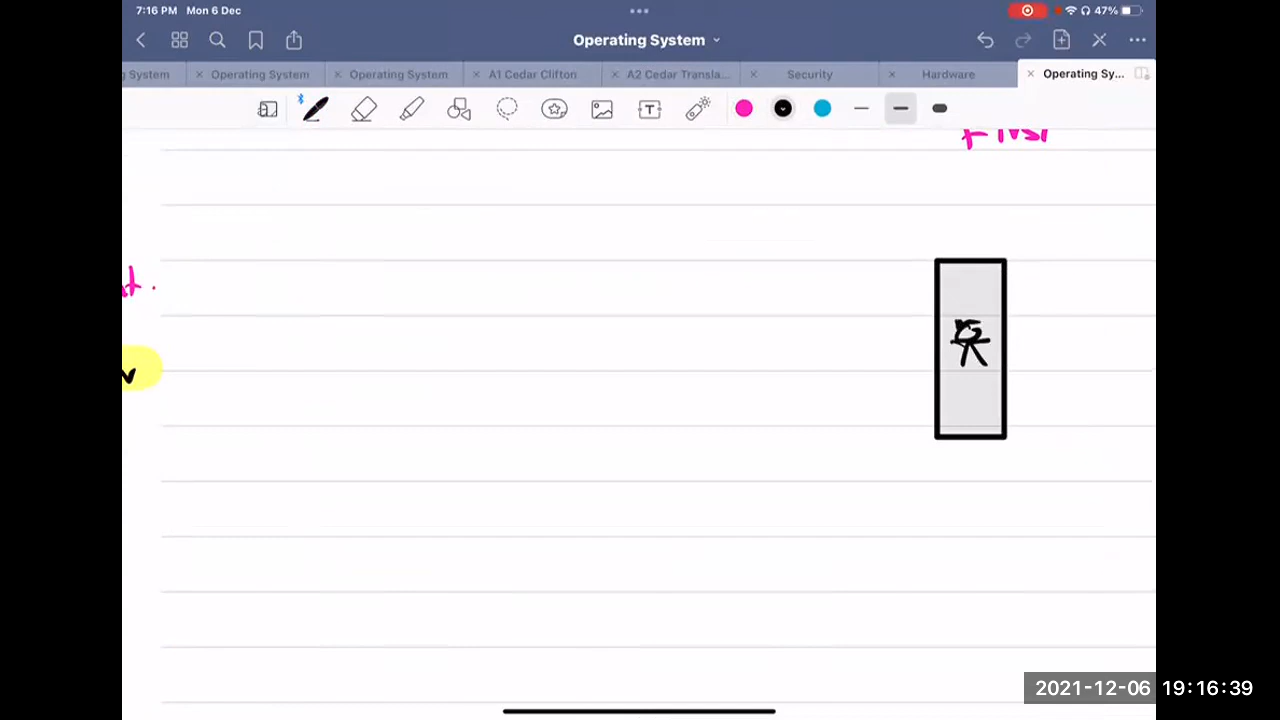 7:16 PM Mon 6 Dec
47%
Operating System
g System
Operating System
Operating System
A1 Cedar Clifton
A2 Cedar Transla...
Security
Hardware
Operating Sy...
T
2021-12-06 19:16:39